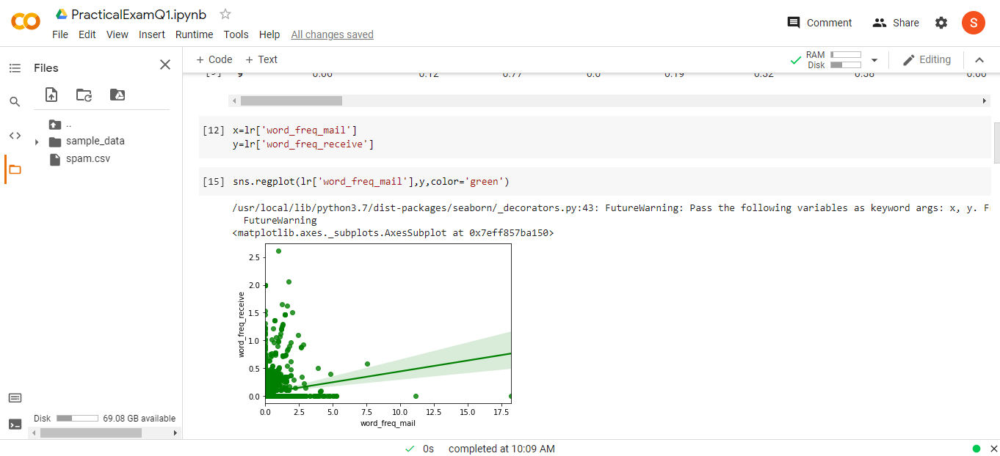 PracticalExamQ1.ipynb
File Edit View Insert Runtime Tools Help All changes saved
Comment Share S
Files
+ Code + Text
RAM
Disk
Editing
9 0.06 0.12 0.77 0.0 0.19 0.32 0.38 0.00
..
sample_data
spam.csv
[12] x=lr['word_freq_mail']
y=lr['word_freq_receive']
[15] sns.regplot(lr['word_freq_mail'],y,color='green')
/usr/local/lib/python3.7/dist-packages/seaborn/_decorators.py:43: FutureWarning: Pass the following variables as keyword args: x, y.
FutureWarning
<matplotlib.axes._subplots.AxesSubplot at 0x7eff857ba150>
2.5
2.0
1.5
1.0
0.5
0.0
word_freq_receive
0.0 2.5 5.0 7.5 10.0 12.5 15.0 17.5
word_freq_mail
Disk 69.08 GB available
0s completed at 10:09 AM